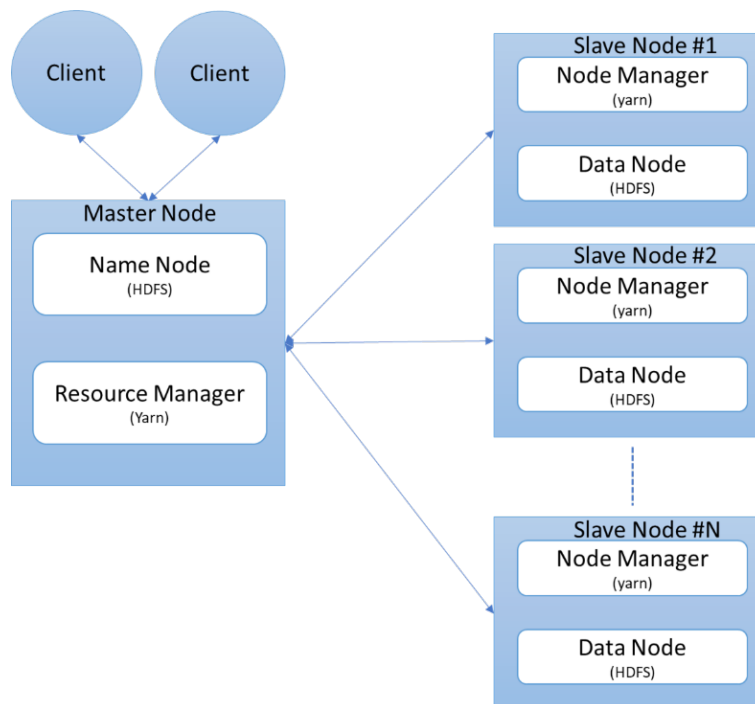 Client
Client
Master Node
Name Node
(HDFS)
Resource Manager
(Yarn)
Slave Node #1
Node Manager
(yarn)
Data Node
(HDFS)
Slave Node #2
Node Manager
(yarn)
Data Node
(HDFS)
Slave Node #N
Node Manager
(yarn)
Data Node
(HDFS)